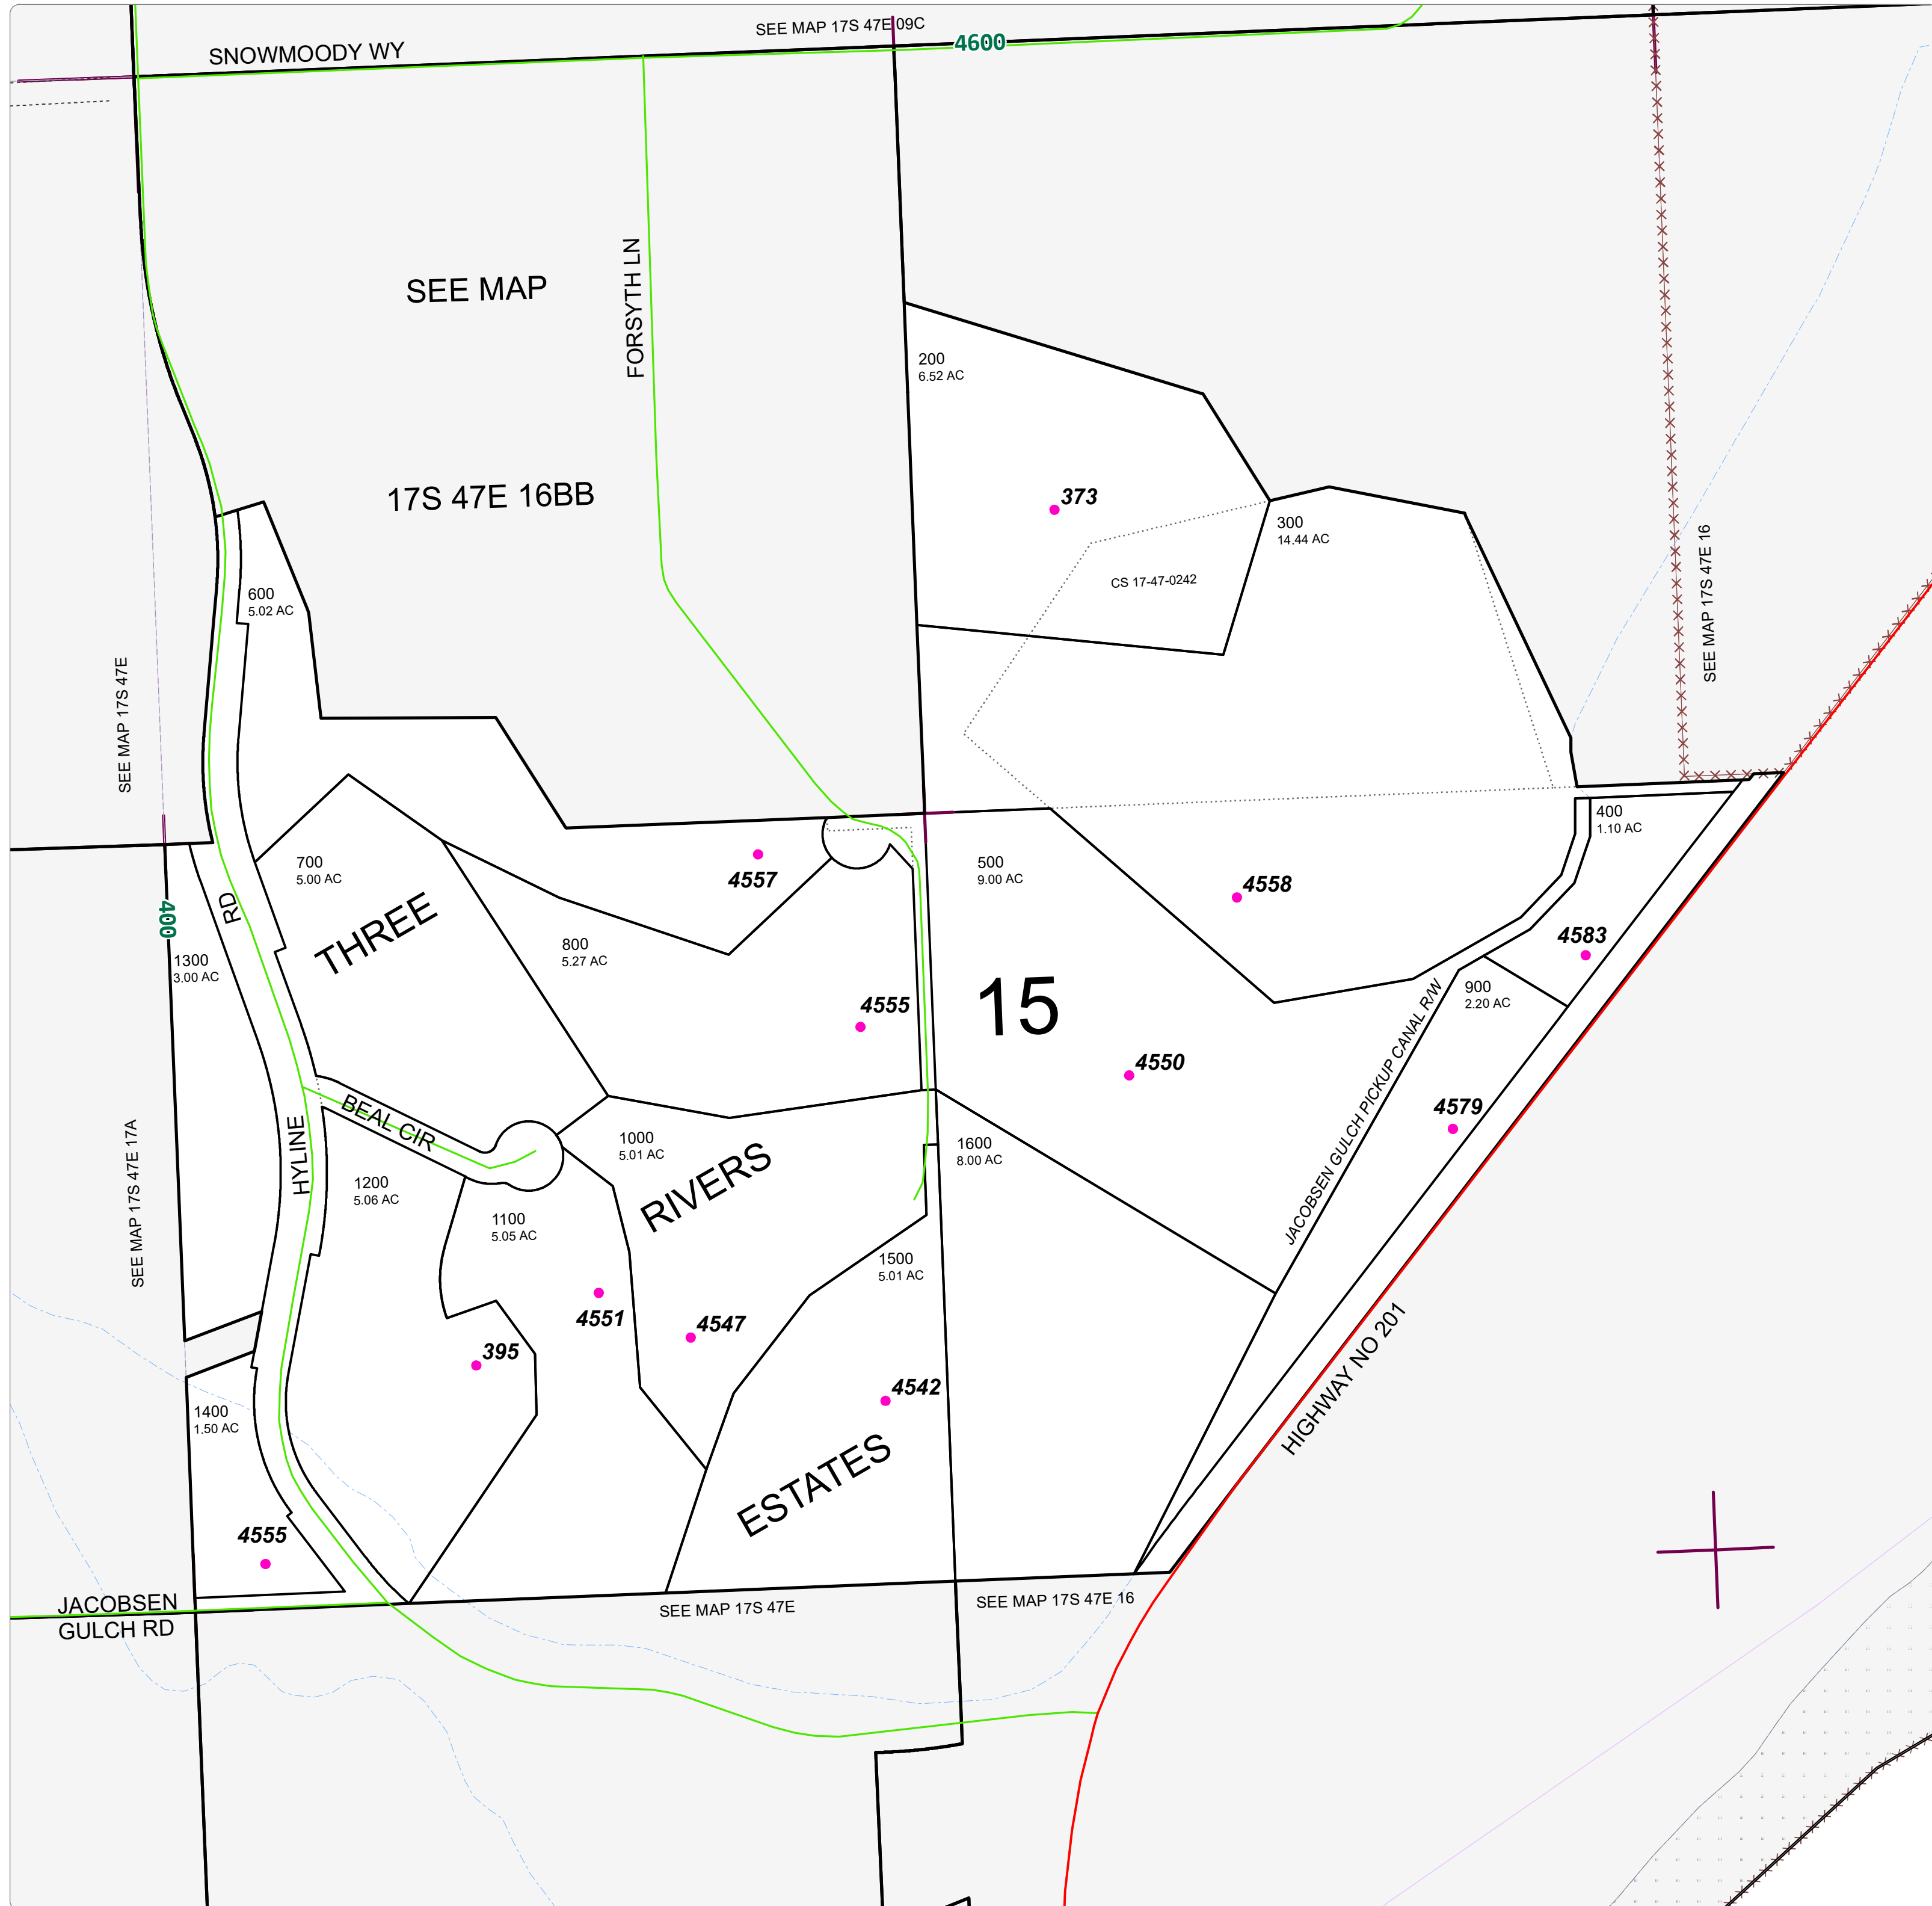 SEE MAP 17S 47E 09C
4600
SNOWMOODY WY
SEE MAP
FORSYTH LN
17S 47E 16BB
200
6.52 AC
373
300
14.44 AC
CS 17-47-0242
600
5.02 AC
SEE MAP 17S 47E 16
SEE MAP 17S 47E
400
1.10 AC
700
5.00 AC
4557
500
9.00 AC
4558
RD
THREE
400
800
5.27 AC
4583
1300
3.00 AC
900
2.20 AC
4555
15
JACOBSEN GULCH PICKUP CANAL R/W
4550
4579
BEAL CIR
HYLINE
1000
5.01 AC
1600
8.00 AC
RIVERS
1200
5.06 AC
SEE MAP 17S 47E 17A
1100
5.05 AC
1500
5.01 AC
4551
4547
395
HIGHWAY NO 201
4542
1400
1.50 AC
ESTATES
4555
JACOBSEN
GULCH RD
SEE MAP 17S 47E
SEE MAP 17S 47E 16